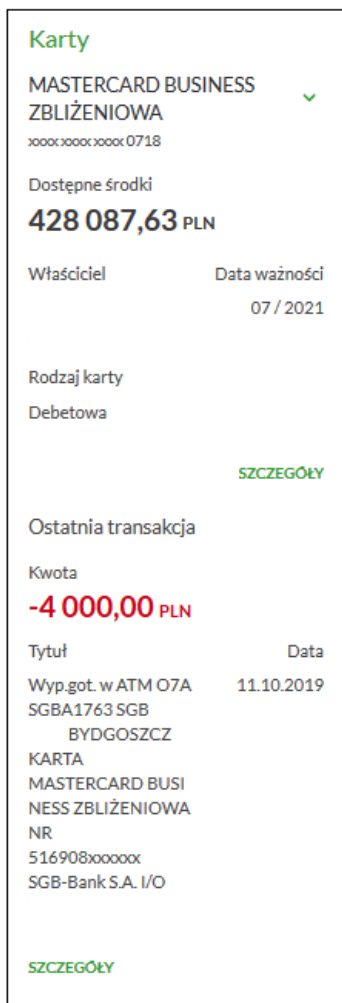 Karty
MASTERCARD BUSINESS
ZBLIŻENIOWA
xxxx xxxx xxxx 0718
Dostępne środki
428 087,63 PLN
Właściciel Data ważności
07 / 2021
Rodzaj karty
Debetowa
SZCZEGÓŁY
Ostatnia transakcja
Kwota
-4 000,00 PLN
Tytuł Data
Wyp.got. w ATM O7A 11.10.2019
SGBA1763 SGB
BYDGOSZCZ
KARTA
MASTERCARD BUSI
NESS ZBLIŻENIOWA
NR
516908xxxxxx
SGB-Bank S.A. I/O
SZCZEGÓŁY